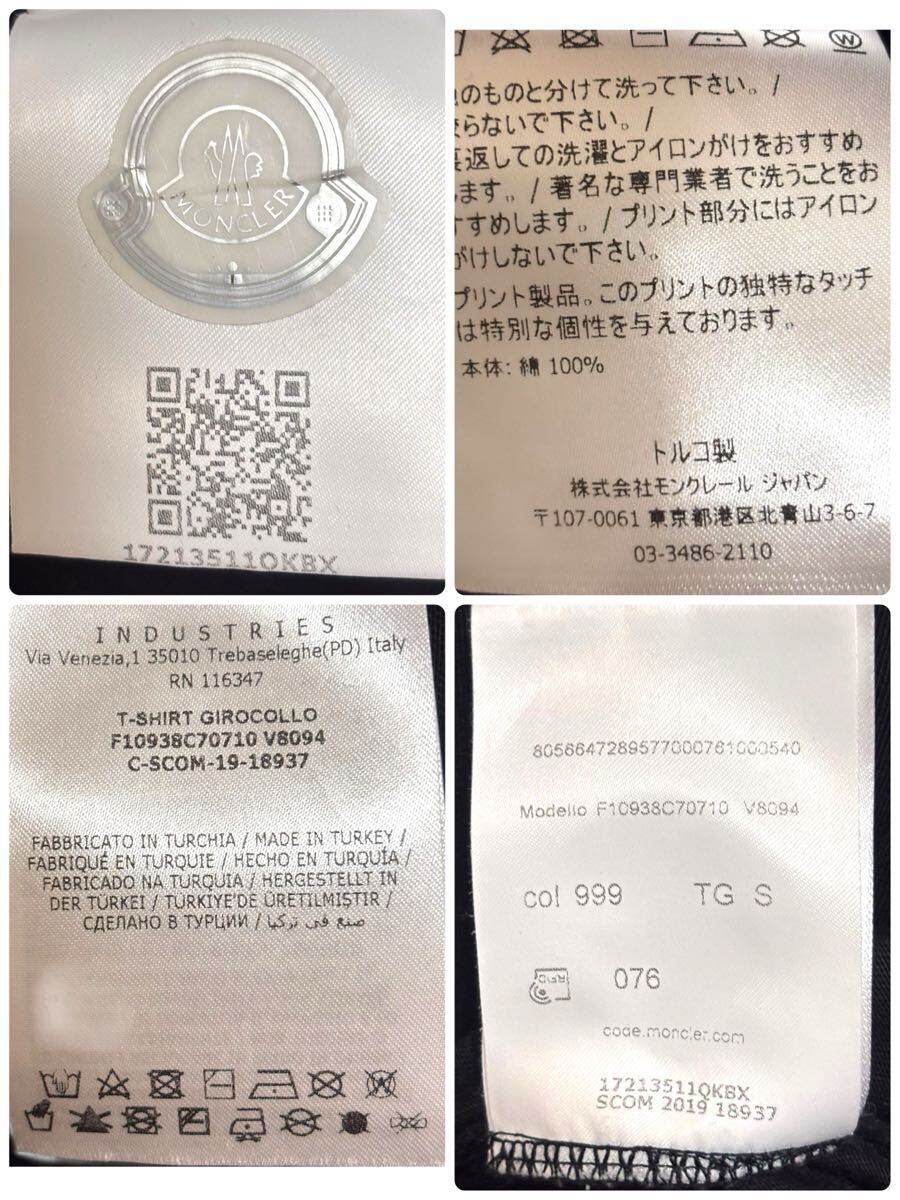 MONCLER
17213511QKBX
色のものと分けて洗って下さい。/
絞らないで下さい。/
裏返しての洗濯とアイロンがけをおすすめ
します。/ 著名な専門業者で洗うことをお
すすめします。/ プリント部分にはアイロン
がけしないで下さい。
プリント製品。このプリントの独特なタッチ
は特別な個性を与えております。
本体: 綿 100%
トルコ製
株式会社モンクレール ジャパン
〒107-0061 東京都港区北青山3-6-7
03-3486-2110
INDUSTRIES
Via Venezia,1 35010 Trebaseleghe(PD) Italy
RN 116347
T-SHIRT GIROCOLLO
F10938C70710 V8094
C-SCOM-19-18937
FABBRICATO IN TURCHIA / MADE IN TURKEY /
FABRIQUÉ EN TURQUIE / HECHO EN TURQUÍA /
FABRICADO NA TURQUIA / HERGESTELLT IN
DER TÜRKEI / TÜRKIYE'DE ÜRETILMISTIR /
СДЕЛАНО В ТУРЦИИ / صنع في تركيا
8056647289577000761000540
Modello F10938C70710 V8094
col 999 TG S
076
code.moncler.com
17213511QKBX
SCOM 2019 18937